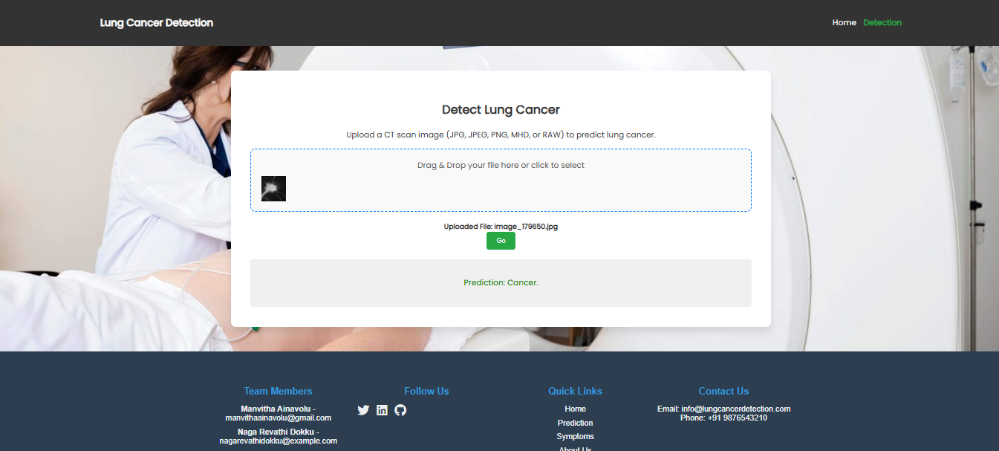 Lung Cancer Detection
Home Detection
Detect Lung Cancer
Upload a CT scan image (JPG, JPEG, PNG, MHD, or RAW) to predict lung cancer.
Drag & Drop your file here or click to select
Uploaded File: image_179650.jpg
Go
Prediction: Cancer.
Team Members
Manvitha Ainavolu -
manvithaainavolu@gmail.com
Naga Revathi Dokku -
nagarevathidokku@example.com
Follow Us
Quick Links
Home
Prediction
Symptoms
About Us
Contact Us
Email: info@lungcancerdetection.com
Phone: +91 9876543210